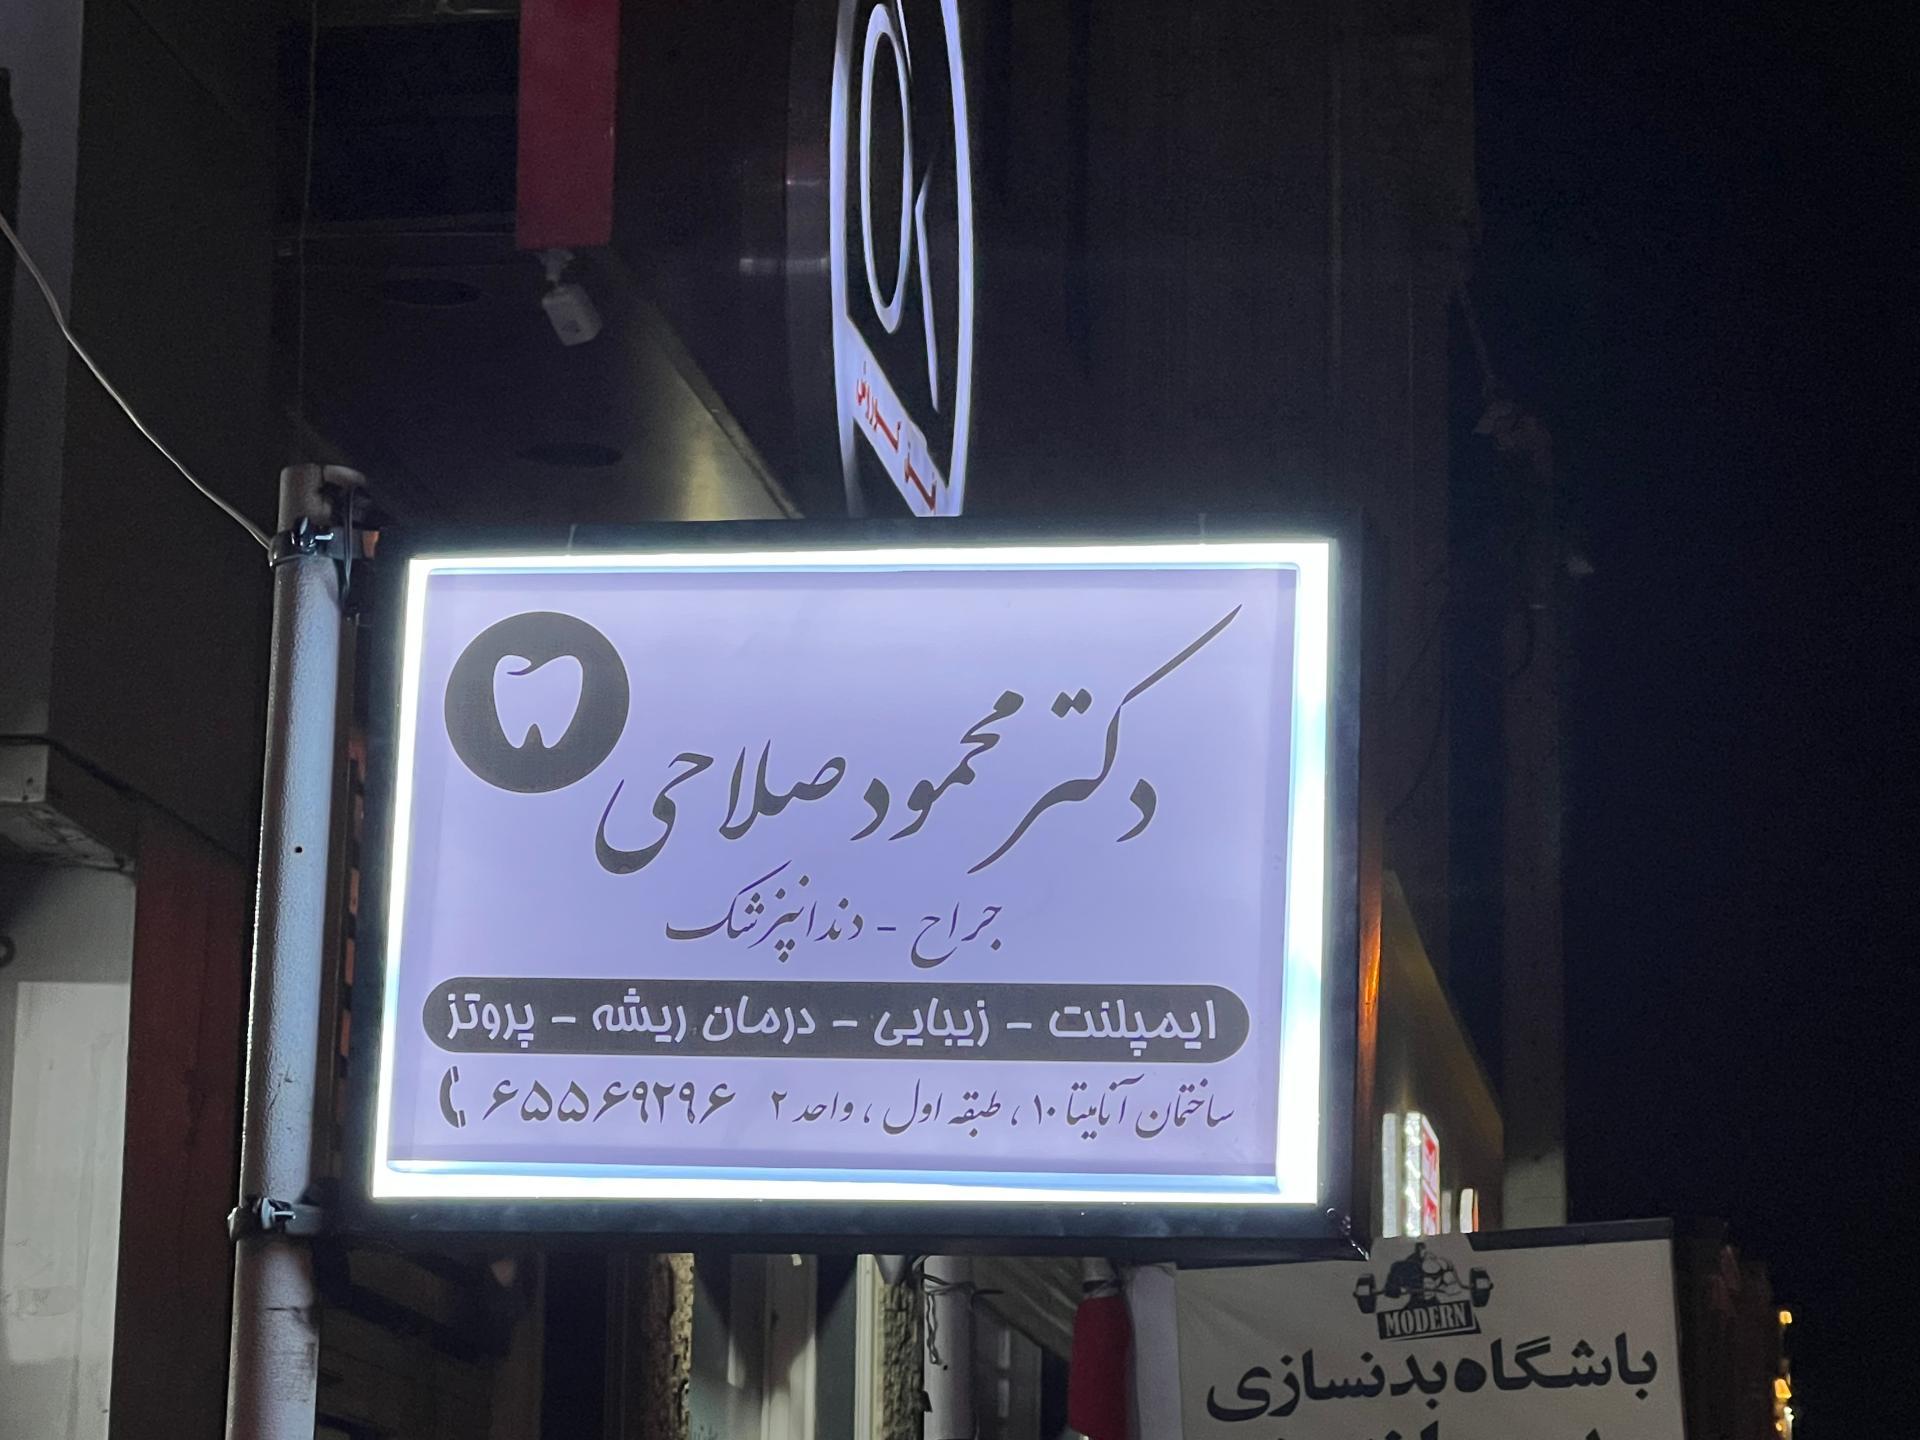 دکتر محمود صلاحی
جراح - دندانپزشک
ایمپلنت - زیبایی - درمان ریشه - پروتز
ساختمان آناهیتا ۱۰ ، طبقه اول ، واحد ۲ ۶۵۵۶۹۲۹۶
MODERN
باشگاه بدنسازی